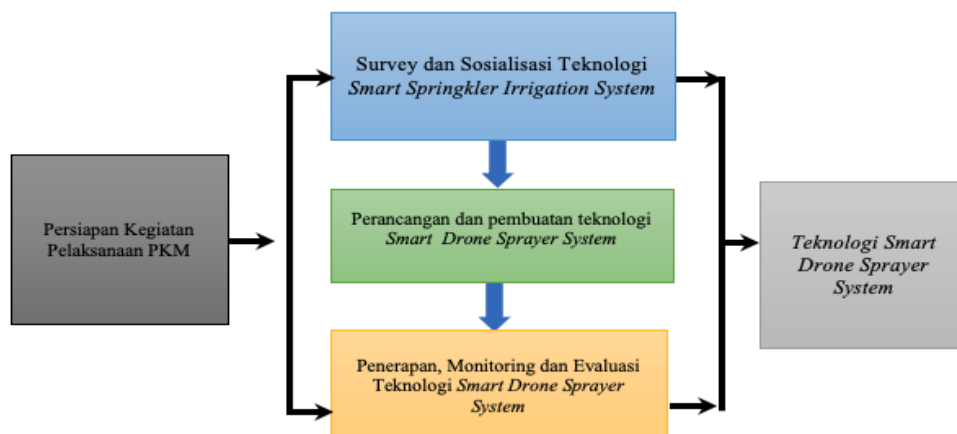 Survey dan Sosialisasi Teknologi
Smart Springkler Irrigation System
Persiapan Kegiatan
Pelaksanaan PKM
Perancangan dan pembuatan teknologi
Smart Drone Sprayer System
Penerapan, Monitoring dan Evaluasi
Teknologi Smart Drone Sprayer
System
Teknologi Smart
Drone Sprayer
System